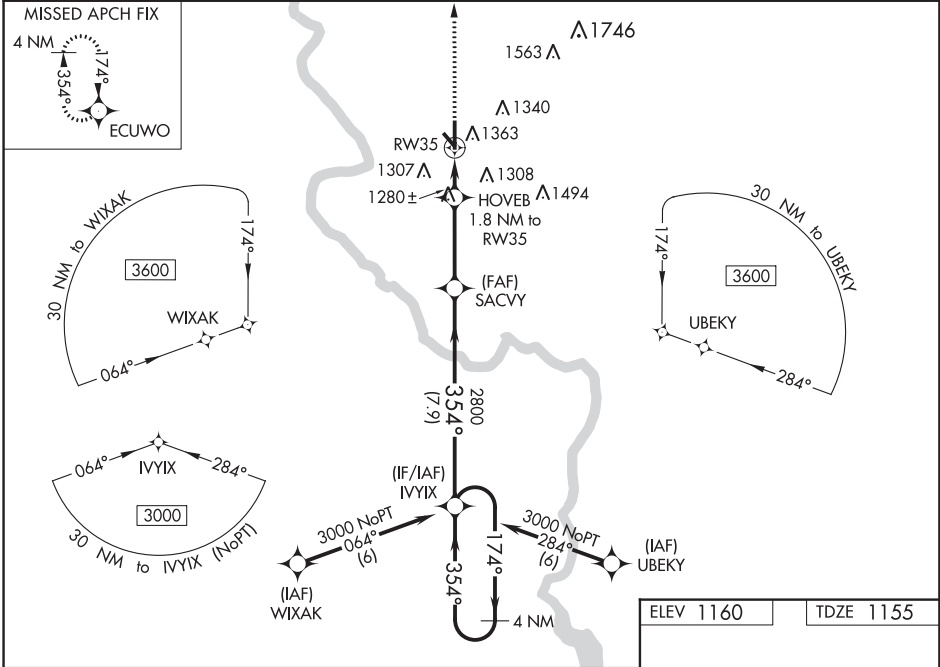 MISSED APCH FIX
4 NM
354°
174°
ECUWO
1746
1563
1340
1363
RW35
1307
1308
1280 ±
HOVEB
1494
1.8 NM to
RW35
30 NM to WIXAK
174°
3600
WIXAK
064°
(FAF)
SACVY
30 NM to UBEKY
174°
3600
UBEKY
284°
2800
354°
(7.9)
064°
284°
IVYIX
3000
30 NM to IVYIX (NoPT)
(IF/IAF)
IVYIX
3000 NoPT
064°
(6)
(IAF)
WIXAK
3000 NoPT
284°
(6)
(IAF)
UBEKY
354°
174°
4 NM
ELEV 1160
TDZE 1155